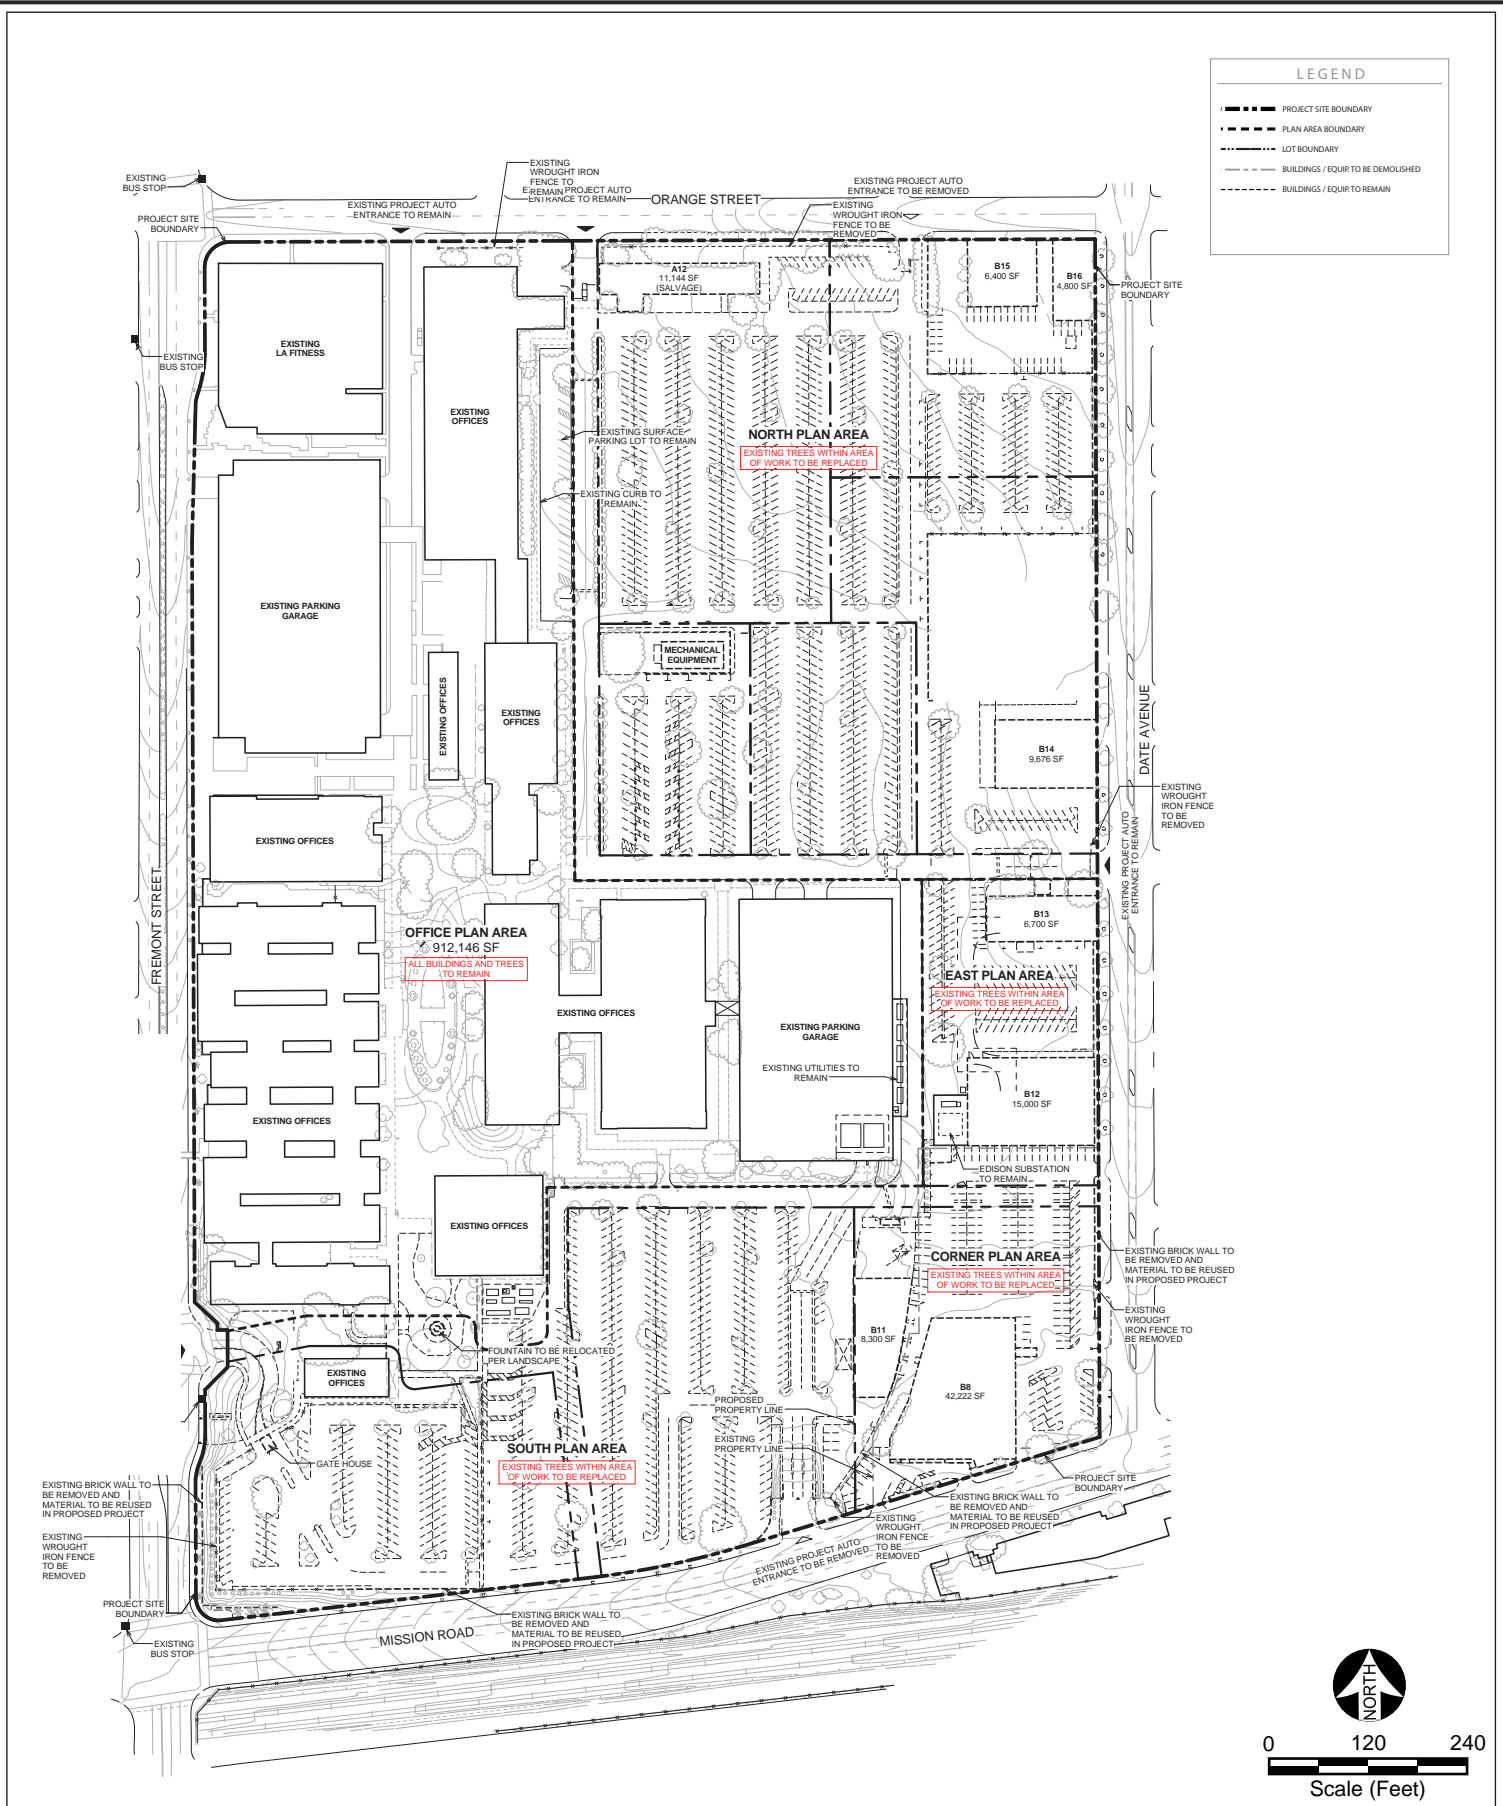 LEGEND
PROJECT SITE BOUNDARY
PLAN AREA BOUNDARY
LOT BOUNDARY
BUILDINGS / EQUIP. TO BE DEMOLISHED
BUILDINGS / EQUIP. TO REMAIN
EXISTING
BUS STOP
PROJECT SITE
BOUNDARY
EXISTING PROJECT AUTO
ENTRANCE TO REMAIN
EXISTING
WROUGHT IRON
FENCE TO
REMAIN
EXISTING PROJECT AUTO
ENTRANCE TO REMAIN
ORANGE STREET
EXISTING PROJECT AUTO
ENTRANCE TO BE REMOVED
EXISTING
WROUGHT IRON
FENCE TO BE
REMOVED
A12
11,144 SF
(SALVAGE)
B15
6,400 SF
B16
4,800 SF
PROJECT SITE
BOUNDARY
EXISTING
BUS STOP
EXISTING
LA FITNESS
EXISTING
OFFICES
EXISTING SURFACE
PARKING LOT TO REMAIN
NORTH PLAN AREA
EXISTING TREES WITHIN AREA
OF WORK TO BE REPLACED
EXISTING CURB TO
REMAIN
EXISTING PARKING
GARAGE
MECHANICAL
EQUIPMENT
EXISTING OFFICES
EXISTING
OFFICES
B14
9,676 SF
DATE AVENUE
EXISTING
WROUGHT
IRON FENCE
TO BE
REMOVED
EXISTING PROJECT AUTO
ENTRANCE TO REMAIN
EXISTING OFFICES
FREMONT STREET
OFFICE PLAN AREA
912,146 SF
ALL BUILDINGS AND TREES
TO REMAIN
B13
6,700 SF
EAST PLAN AREA
EXISTING TREES WITHIN AREA
OF WORK TO BE REPLACED
EXISTING OFFICES
EXISTING PARKING
GARAGE
EXISTING UTILITIES TO
REMAIN
B12
15,000 SF
EXISTING OFFICES
EDISON SUBSTATION
TO REMAIN
EXISTING OFFICES
CORNER PLAN AREA
EXISTING TREES WITHIN AREA
OF WORK TO BE REPLACED
EXISTING BRICK WALL TO
BE REMOVED AND
MATERIAL TO BE REUSED
IN PROPOSED PROJECT
EXISTING
WROUGHT
IRON FENCE TO
BE REMOVED
B11
8,300 SF
FOUNTAIN TO BE RELOCATED
PER LANDSCAPE
EXISTING
OFFICES
B8
42,222 SF
PROPOSED
PROPERTY LINE
EXISTING
PROPERTY LINE
SOUTH PLAN AREA
EXISTING TREES WITHIN AREA
OF WORK TO BE REPLACED
GATE HOUSE
PROJECT SITE
BOUNDARY
EXISTING BRICK WALL TO
BE REMOVED AND
MATERIAL TO BE REUSED
IN PROPOSED PROJECT
EXISTING
WROUGHT
IRON FENCE
TO BE
REMOVED
EXISTING BRICK WALL TO
BE REMOVED AND
MATERIAL TO BE REUSED
IN PROPOSED PROJECT
EXISTING
WROUGHT
IRON FENCE
TO BE
REMOVED
EXISTING PROJECT AUTO
ENTRANCE TO BE REMOVED
PROJECT SITE
BOUNDARY
EXISTING
BUS STOP
EXISTING BRICK WALL TO
BE REMOVED AND
MATERIAL TO BE REUSED
IN PROPOSED PROJECT
MISSION ROAD
NORTH
0 120 240
Scale (Feet)